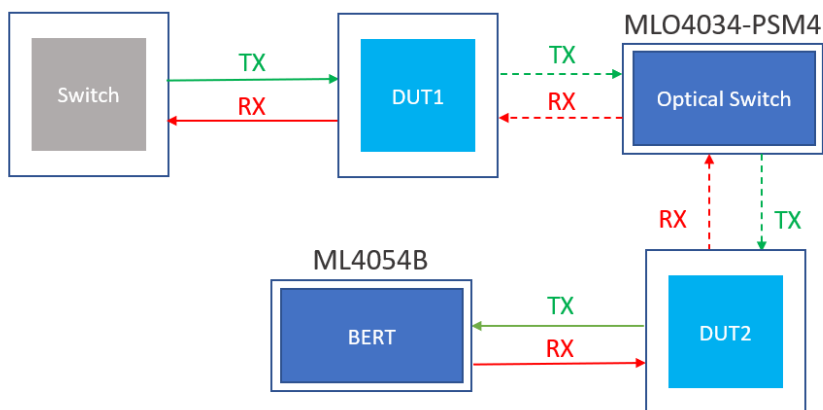 MLO4034-PSM4
TX
TX
Switch
DUT1
Optical Switch
RX
RX
RX
TX
ML4054B
TX
BERT
DUT2
RX